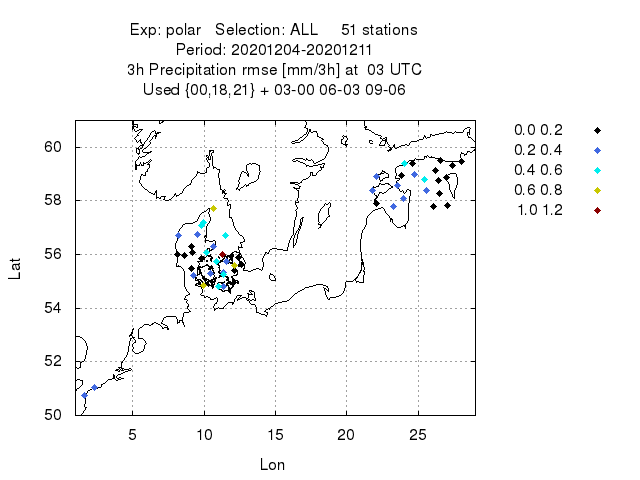 Exp: polar Selection: ALL 51 stations
Period: 20201204-20201211
3h Precipitation rmse [mm/3h] at 03 UTC
Used {00,18,21} + 03-00 06-03 09-06
0.0 0.2
0.2 0.4
0.4 0.6
0.6 0.8
1.0 1.2
60
58
56
54
52
50
Lat
5 10 15 20 25
Lon